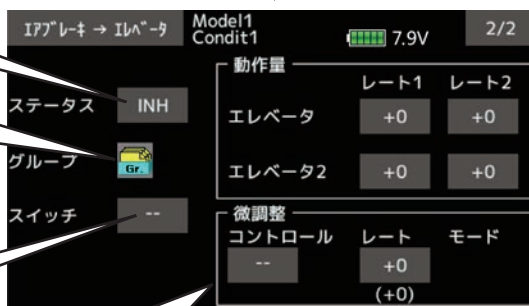 ｴｱﾌﾞﾚｰｷ → ｴﾚﾍﾞｰﾀ
Model1
Condit1
7.9V
2/2
ステータス INH
グループ Gr.
スイッチ --
動作量
レート1 レート2
エレベータ +0 +0
エレベータ2 +0 +0
微調整
コントロール レート モード
-- +0
(+0)